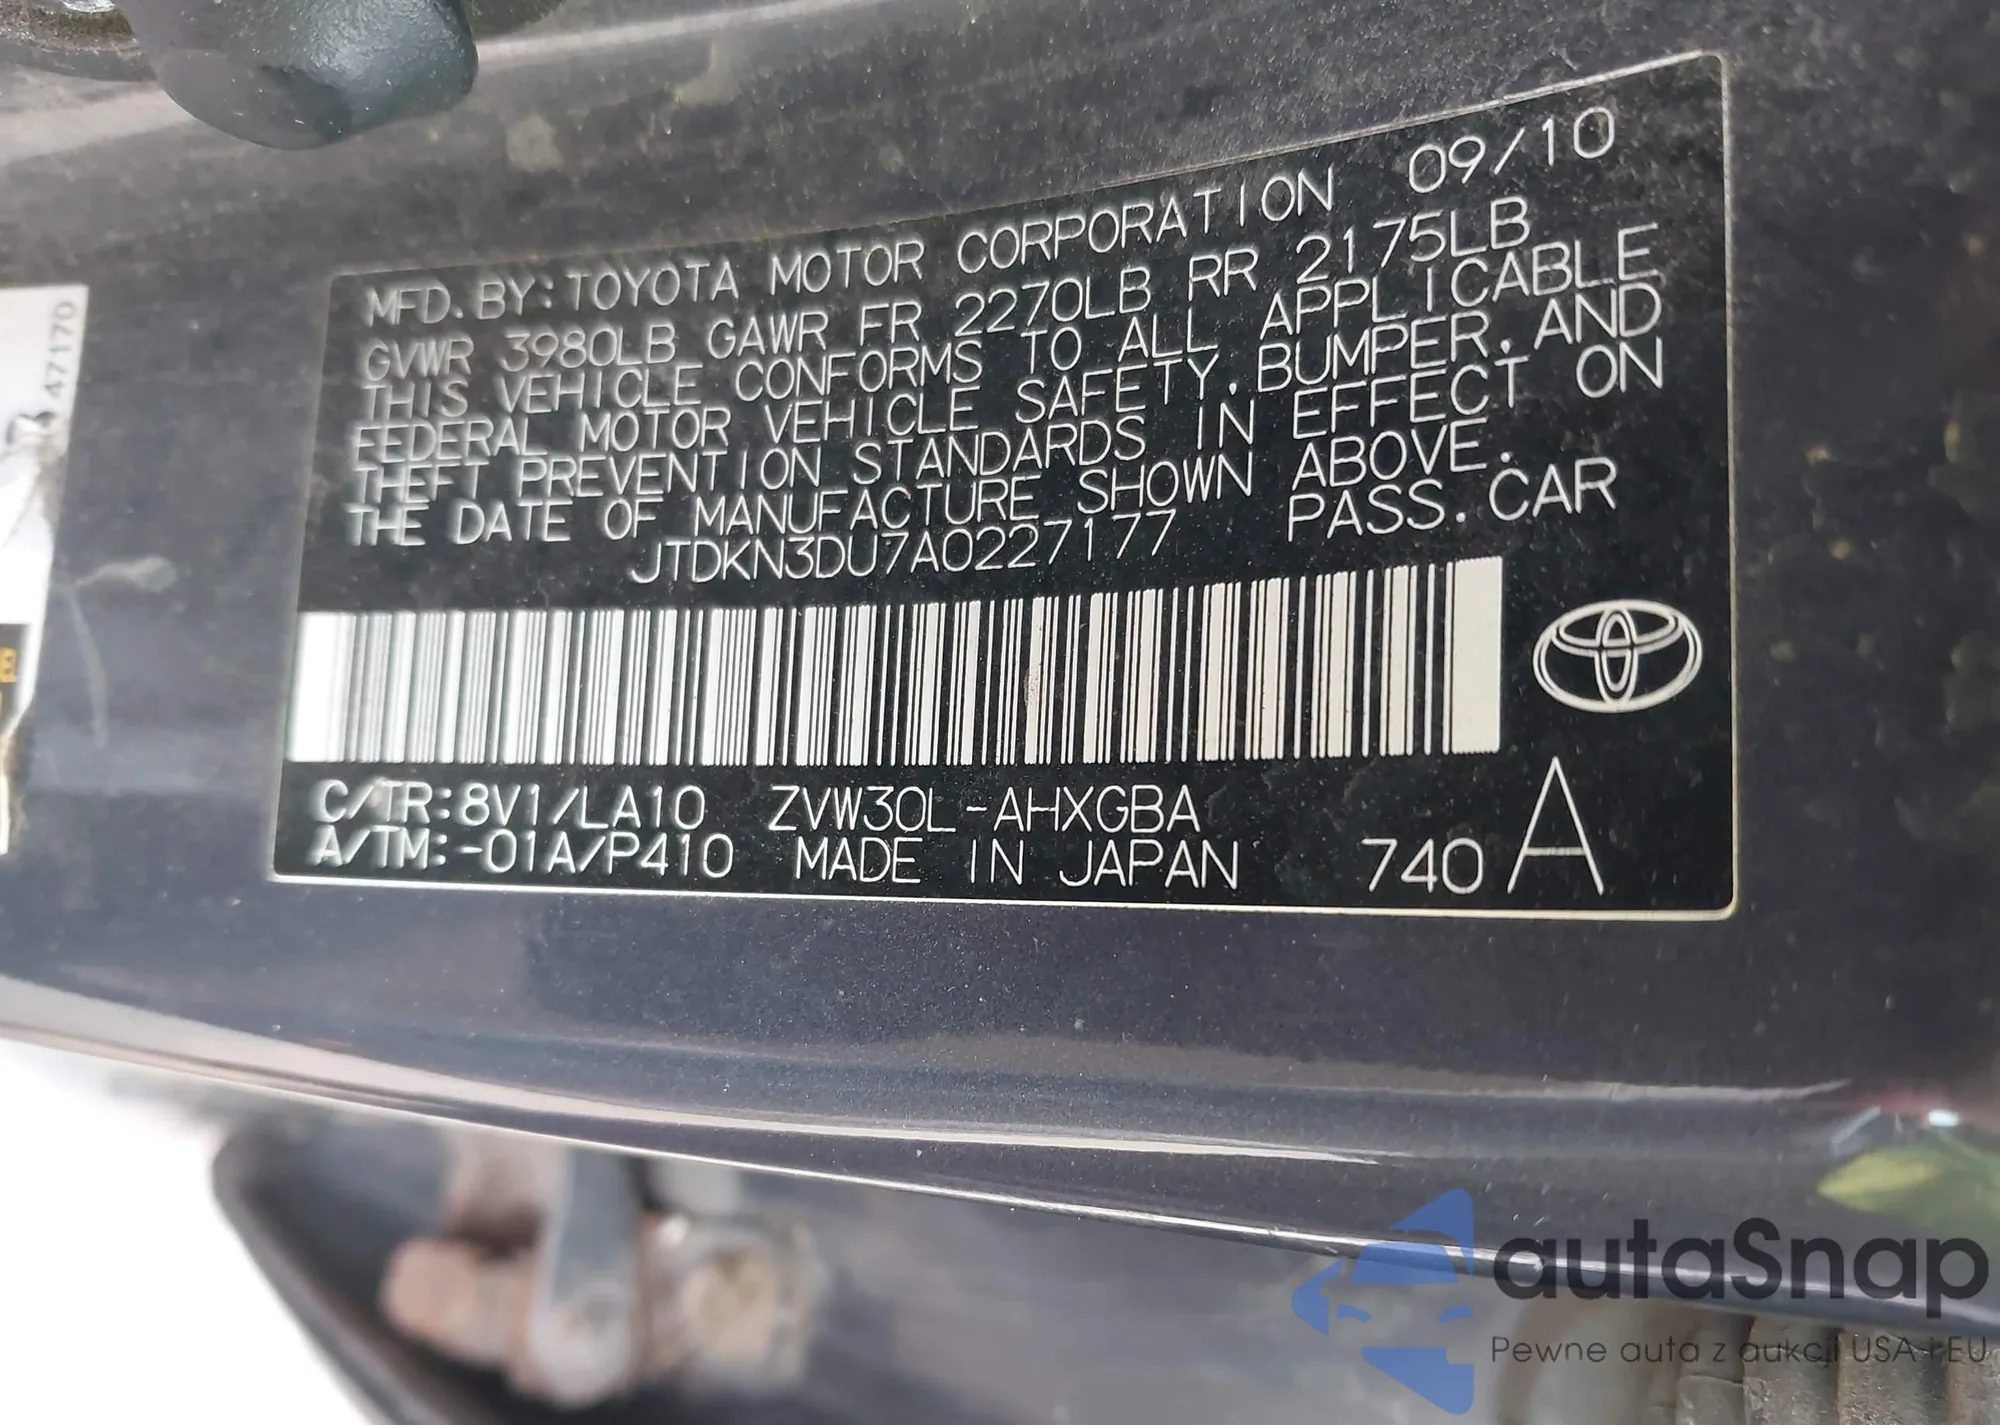 MFD. BY: TOYOTA MOTOR CORPORATION 09/10
GVWR 3980LB GAWR FR 2270LB RR 2175LB
THIS VEHICLE CONFORMS TO ALL APPLICABLE
FEDERAL MOTOR VEHICLE SAFETY, BUMPER, AND
THEFT PREVENTION STANDARDS IN EFFECT ON
THE DATE OF MANUFACTURE SHOWN ABOVE.
JTDKN3DU7A0227177 PASS. CAR
C/TR: 8V1/LA10 ZVW30L-AHXGBA
A/TM: -01A/P410 MADE IN JAPAN 740 A
47170
autaSnap
Pewne auta z aukcji USA i EU